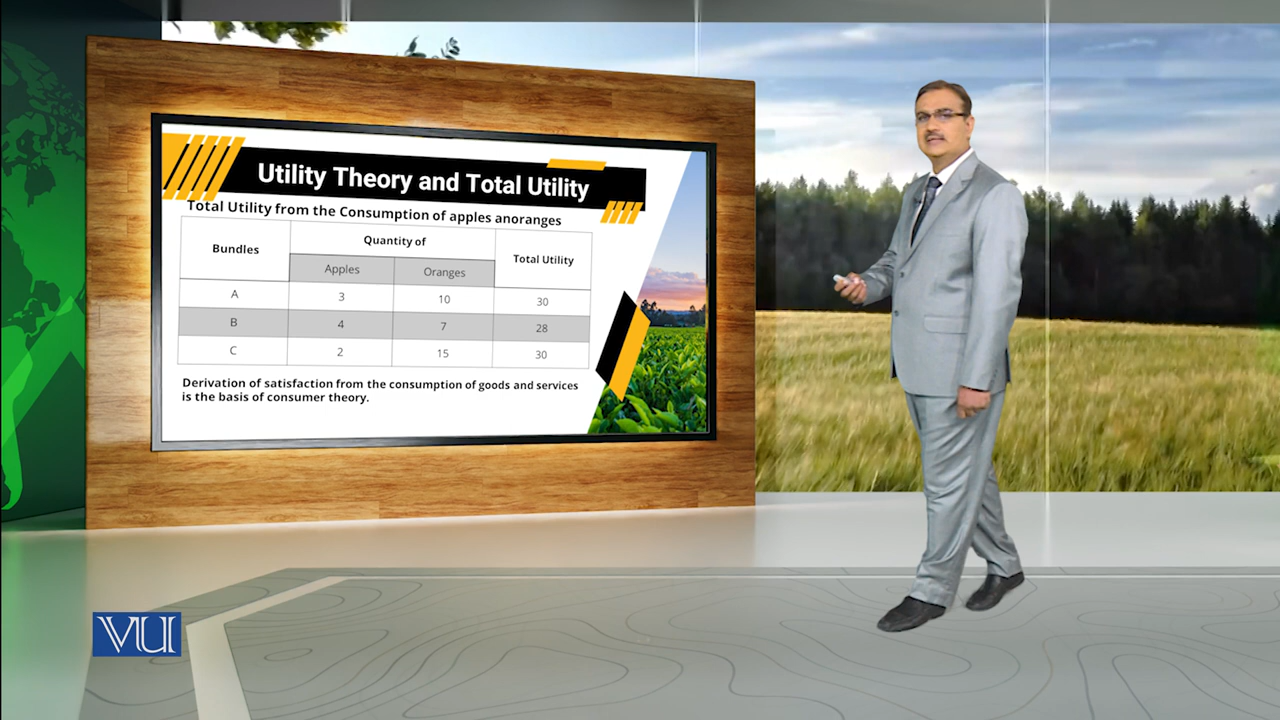 Utility Theory and Total Utility
Total Utility from the Consumption of apples anoranges
Bundles Quantity of Total Utility
Apples Oranges
A 3 10 30
B 4 7 28
C 2 15 30
Derivation of satisfaction from the consumption of goods and services
is the basis of consumer theory.
VU